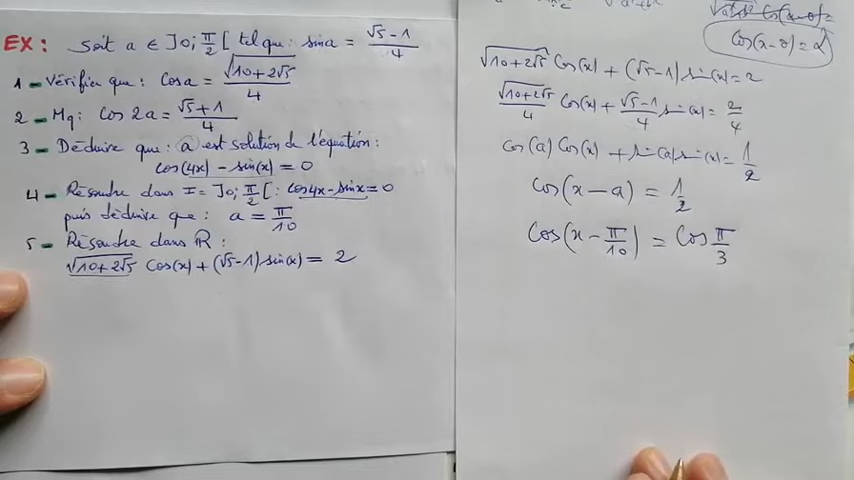 EX : Soit a ∈ ]0; π/2[ tel que : sin a = (√5 - 1)/4
1 - Vérifier que : cos a = √(10+2√5)/4
2 - Mq : cos 2a = (√5+1)/4
3 - Déduire que : a est solution de l'équation :
cos(4x) - sin(x) = 0
4 - Résoudre dans I = ]0; π/2[ : cos4x - sinx = 0
puis déduire que : a = π/10
5 - Résoudre dans ℝ :
√(10+2√5) cos(x) + (√5-1) sin(x) = 2
cos(x-θ) = α
√(10+2√5) cos(x) + (√5-1) sin(x) = 2
√(10+2√5)/4 cos(x) + (√5-1)/4 sin(x) = 2/4
cos(a) cos(x) + sin(a) sin(x) = 1/2
cos(x - a) = 1/2
cos(x - π/10) = cos π/3